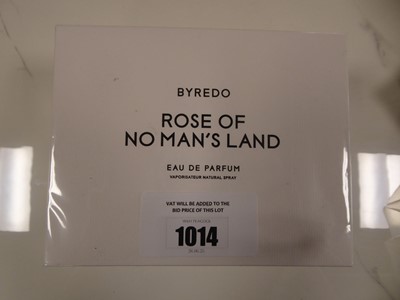 BYREDO
ROSE OF
NO MAN'S LAND
EAU DE PARFUM
VAPORISATEUR NATURAL SPRAY
VAT WILL BE ADDED TO THE
BID PRICE OF THIS LOT
1014